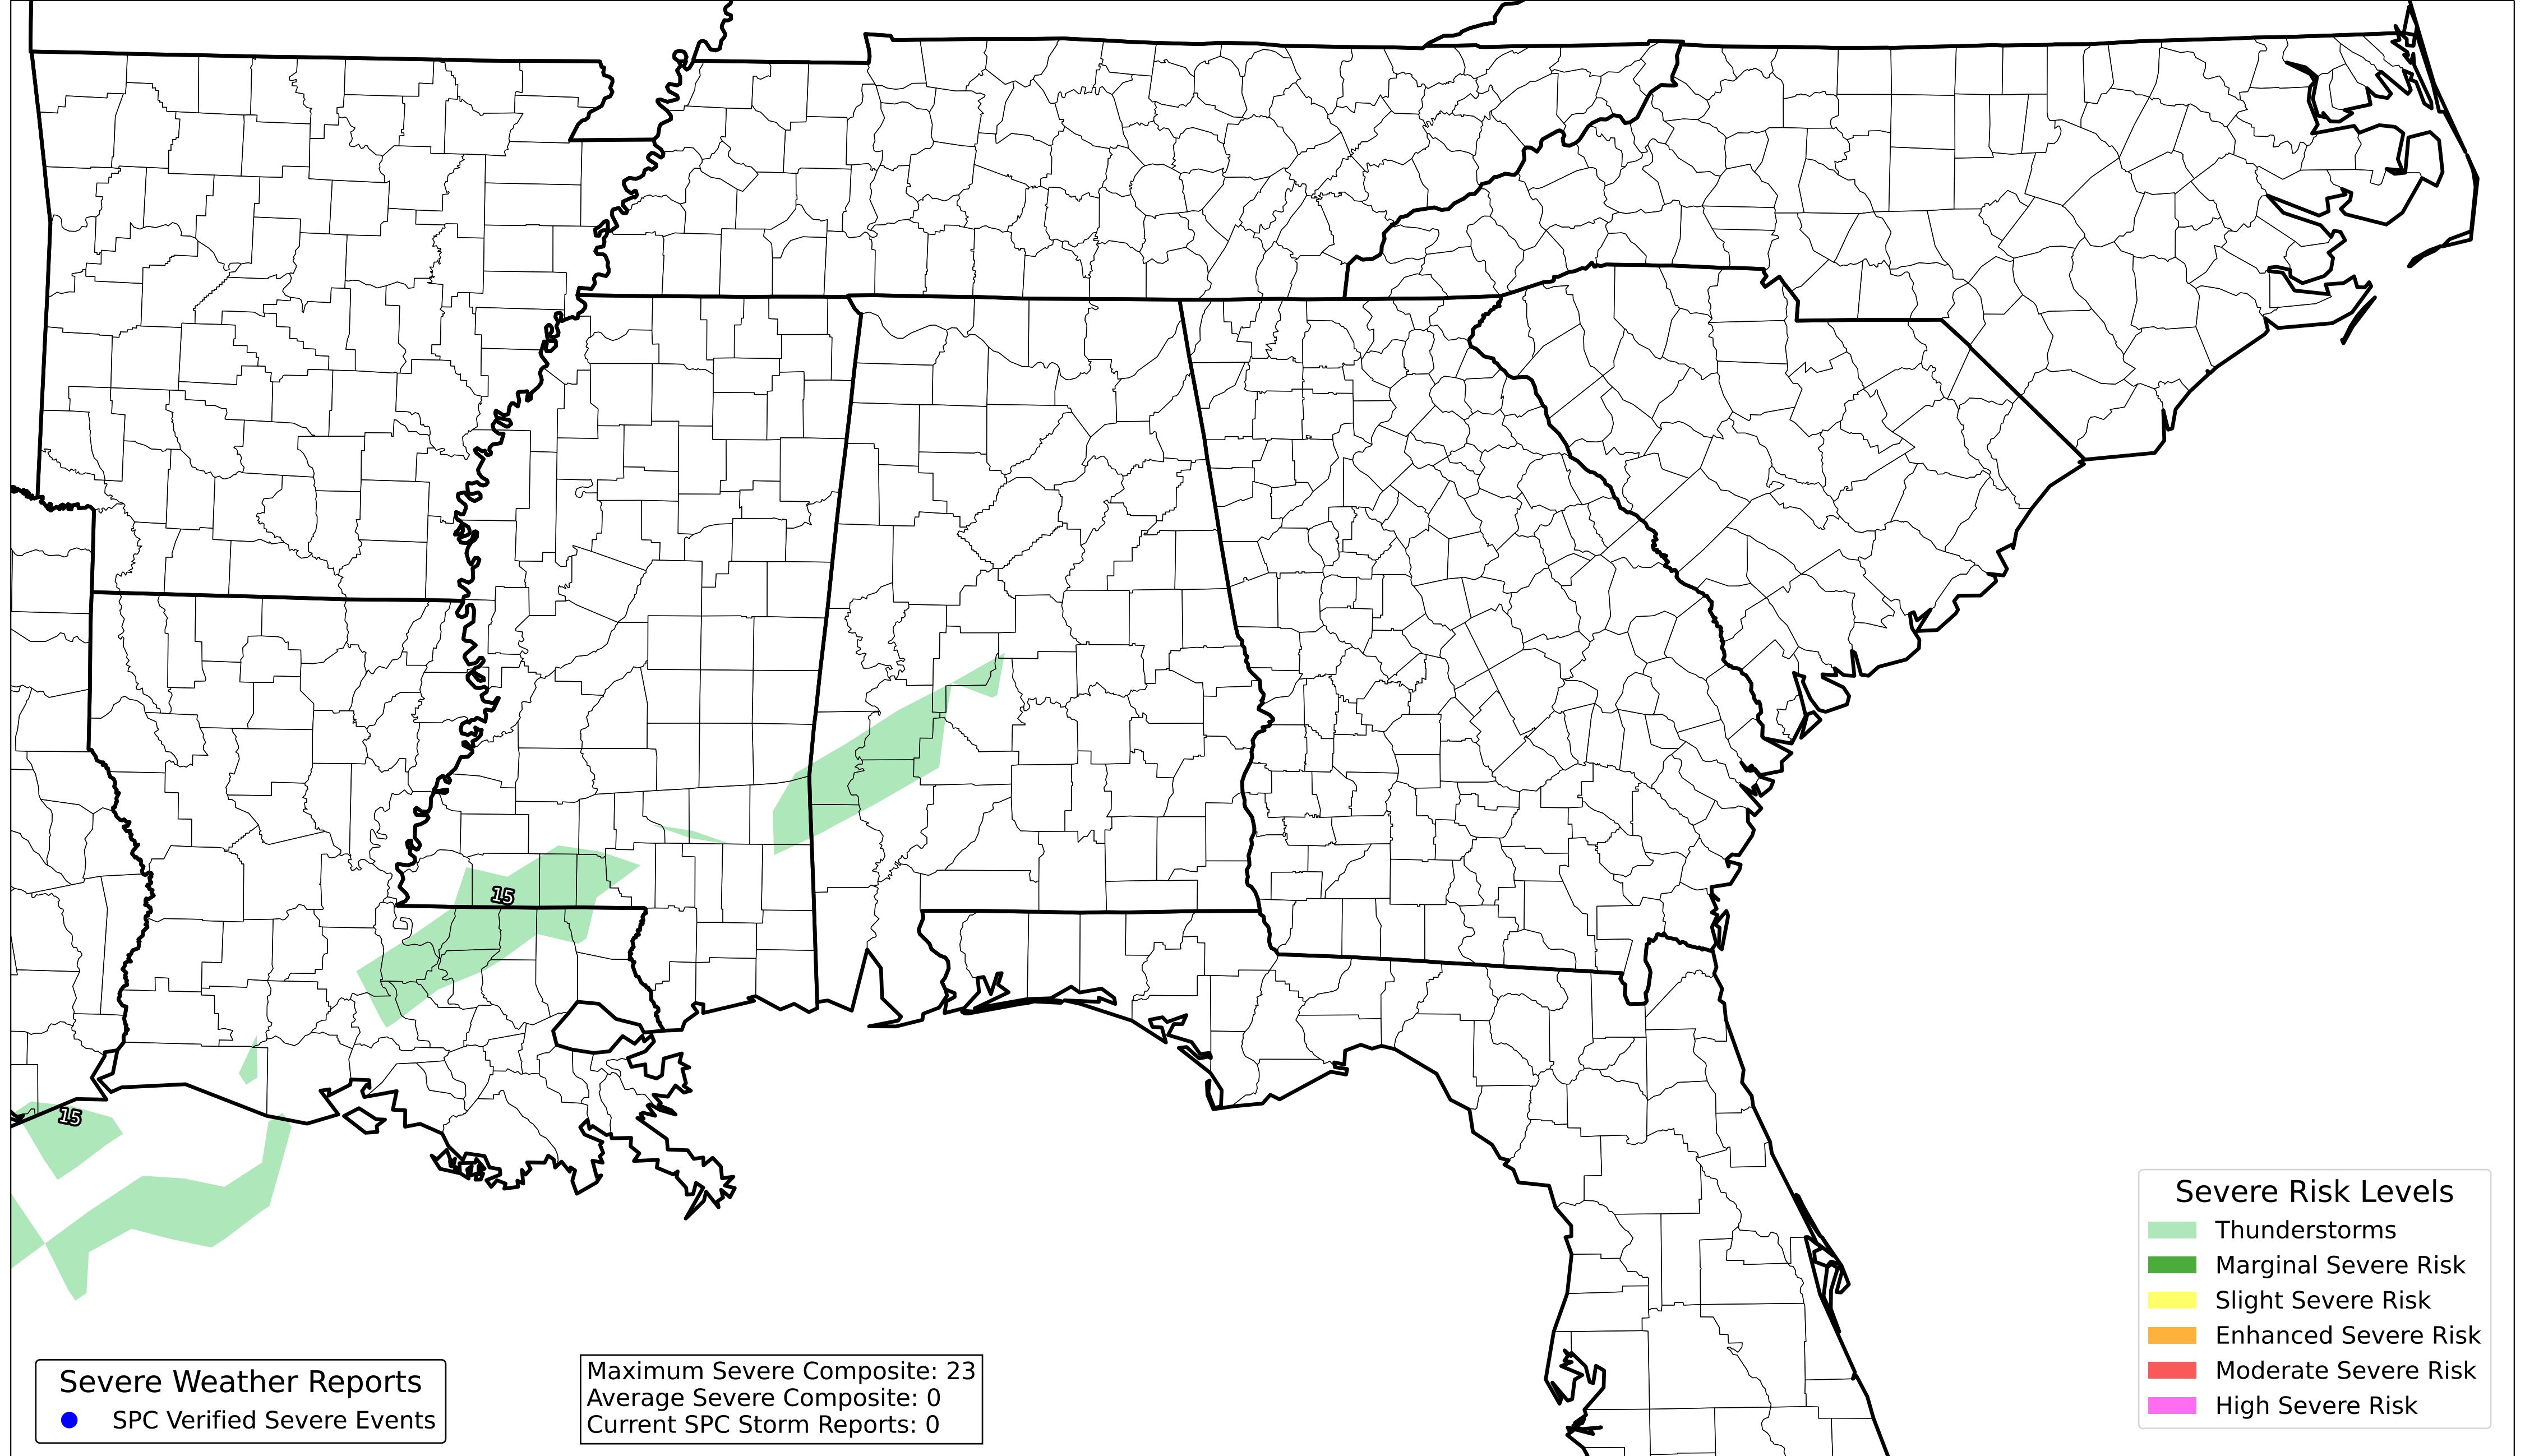 15
15
Severe Risk Levels
Thunderstorms
Marginal Severe Risk
Slight Severe Risk
Enhanced Severe Risk
Moderate Severe Risk
High Severe Risk
Severe Weather Reports
SPC Verified Severe Events
Maximum Severe Composite: 23
Average Severe Composite: 0
Current SPC Storm Reports: 0